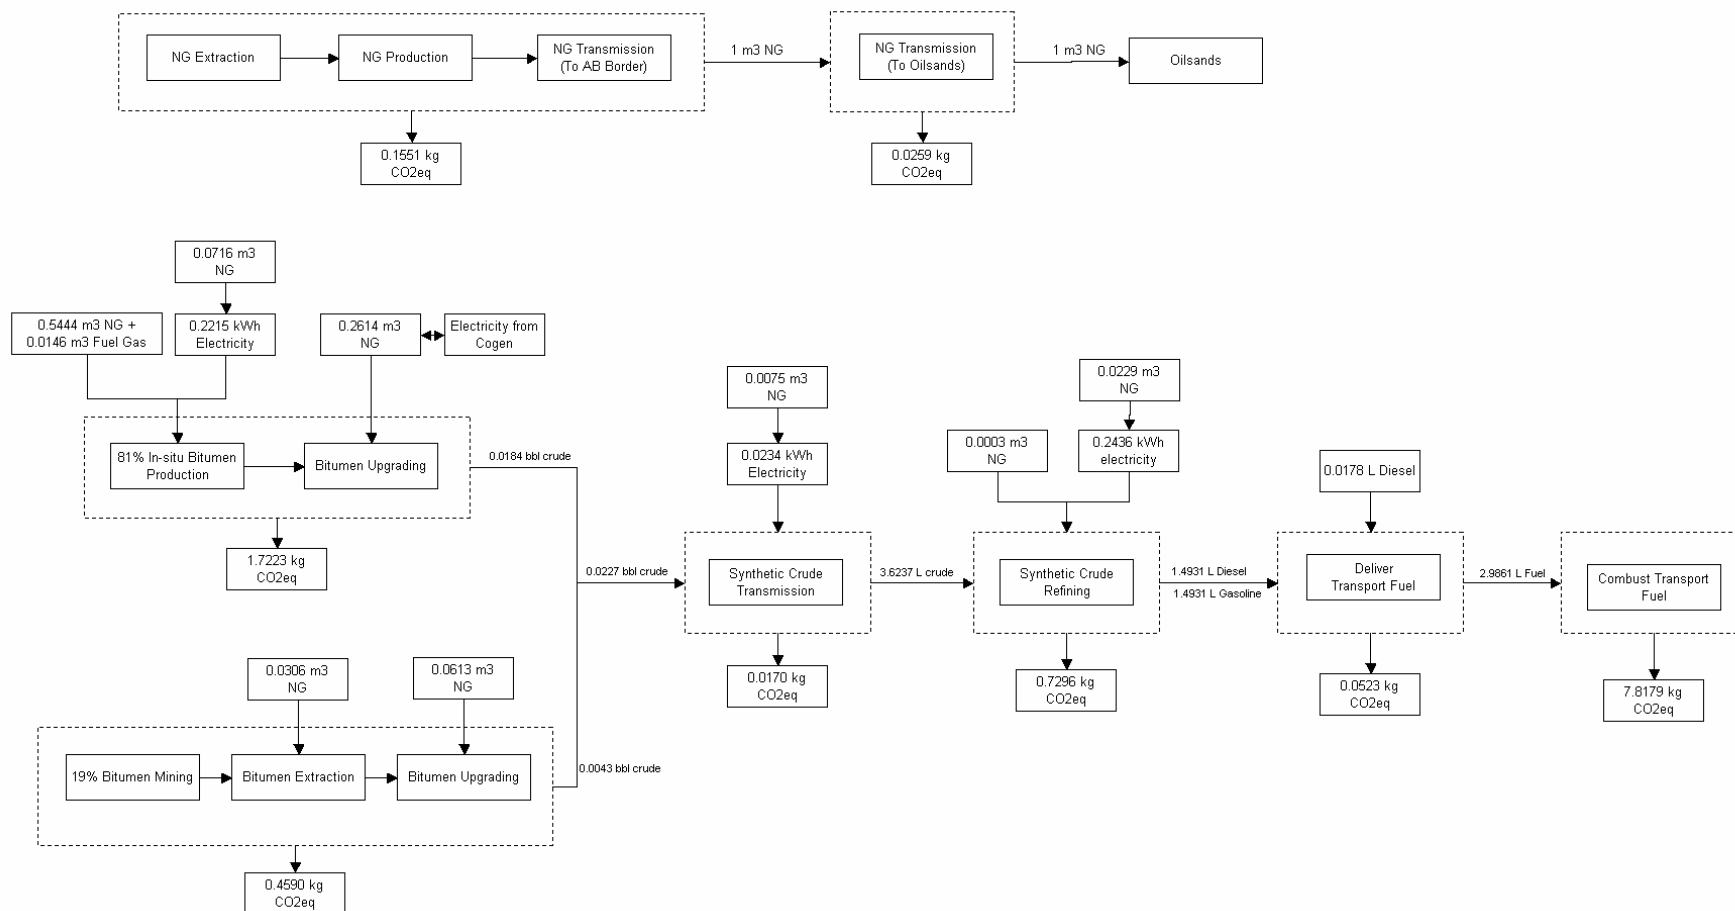 NG Extraction
NG Production
NG Transmission
(To AB Border)
1 m3 NG
NG Transmission
(To Oilsands)
1 m3 NG
Oilsands
0.1551 kg
CO2eq
0.0259 kg
CO2eq
0.0716 m3
NG
0.5444 m3 NG +
0.0146 m3 Fuel Gas
0.2215 kWh
Electricity
0.2614 m3
NG
Electricity from
Cogen
81% In-situ Bitumen
Production
Bitumen Upgrading
0.0184 bbl crude
1.7223 kg
CO2eq
0.0306 m3
NG
0.0613 m3
NG
19% Bitumen Mining
Bitumen Extraction
Bitumen Upgrading
0.0043 bbl crude
0.4590 kg
CO2eq
0.0227 bbl crude
0.0075 m3
NG
0.0234 kWh
Electricity
Synthetic Crude
Transmission
0.0170 kg
CO2eq
3.6237 L crude
0.0003 m3
NG
0.0229 m3
NG
0.2436 kWh
electricity
Synthetic Crude
Refining
0.7296 kg
CO2eq
1.4931 L Diesel
1.4931 L Gasoline
0.0178 L Diesel
Deliver
Transport Fuel
0.0523 kg
CO2eq
2.9861 L Fuel
Combust Transport
Fuel
7.8179 kg
CO2eq